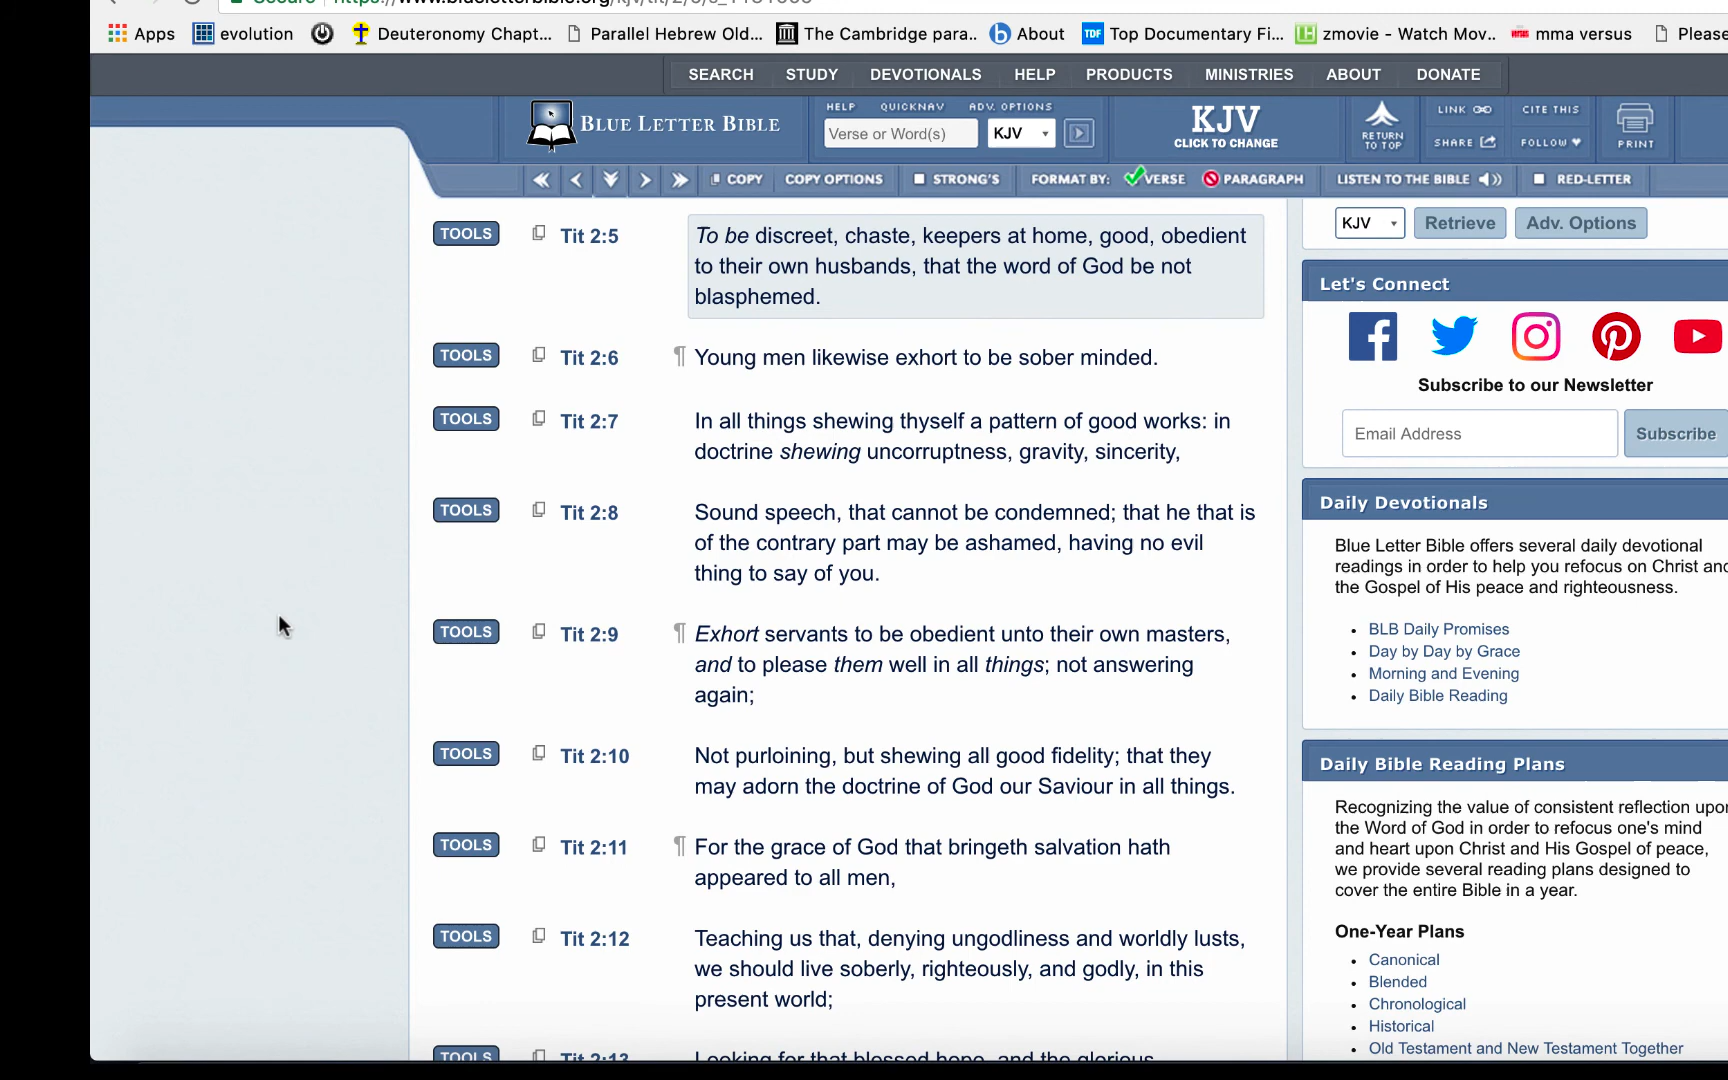 Apps evolution Deuteronomy Chapt... Parallel Hebrew Old... The Cambridge para.. About TDF Top Documentary Fi... zmovie - Watch Mov.. mma versus Please
SEARCH STUDY DEVOTIONALS HELP PRODUCTS MINISTRIES ABOUT DONATE
BLUE LETTER BIBLE
HELP QUICKNAV ADV. OPTIONS
Verse or Word(s) KJV
KJV
CLICK TO CHANGE
RETURN
TO TOP
LINK CITE THIS
SHARE FOLLOW
PRINT
COPY COPY OPTIONS STRONG'S FORMAT BY: VERSE PARAGRAPH LISTEN TO THE BIBLE RED-LETTER
TOOLS Tit 2:5 To be discreet, chaste, keepers at home, good, obedient
to their own husbands, that the word of God be not
blasphemed.
TOOLS Tit 2:6 ¶ Young men likewise exhort to be sober minded.
TOOLS Tit 2:7 In all things shewing thyself a pattern of good works: in
doctrine shewing uncorruptness, gravity, sincerity,
TOOLS Tit 2:8 Sound speech, that cannot be condemned; that he that is
of the contrary part may be ashamed, having no evil
thing to say of you.
TOOLS Tit 2:9 ¶ Exhort servants to be obedient unto their own masters,
and to please them well in all things; not answering
again;
TOOLS Tit 2:10 Not purloining, but shewing all good fidelity; that they
may adorn the doctrine of God our Saviour in all things.
TOOLS Tit 2:11 ¶ For the grace of God that bringeth salvation hath
appeared to all men,
TOOLS Tit 2:12 Teaching us that, denying ungodliness and worldly lusts,
we should live soberly, righteously, and godly, in this
present world;
TOOLS Tit 2:13 Looking for that blessed hope, and the glorious
KJV Retrieve Adv. Options
Let's Connect
Subscribe to our Newsletter
Email Address Subscribe
Daily Devotionals
Blue Letter Bible offers several daily devotional
readings in order to help you refocus on Christ and
the Gospel of His peace and righteousness.
BLB Daily Promises
Day by Day by Grace
Morning and Evening
Daily Bible Reading
Daily Bible Reading Plans
Recognizing the value of consistent reflection upon
the Word of God in order to refocus one's mind
and heart upon Christ and His Gospel of peace,
we provide several reading plans designed to
cover the entire Bible in a year.
One-Year Plans
Canonical
Blended
Chronological
Historical
Old Testament and New Testament Together